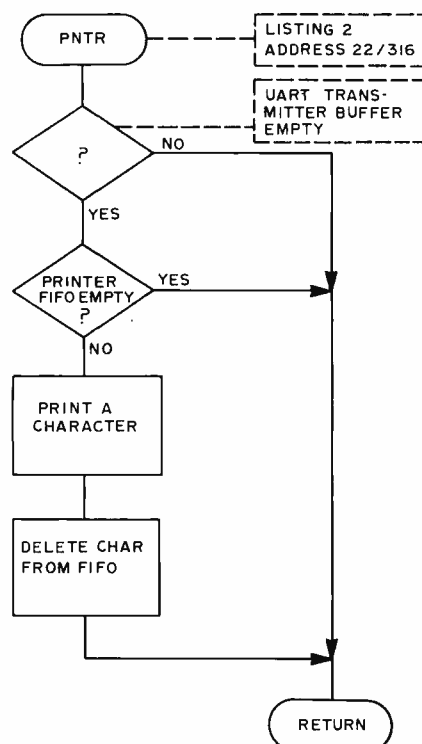 PNTR
LISTING 2
ADDRESS 22/316
UART TRANS-
MITTER BUFFER
EMPTY
?
NO
YES
PRINTER
FIFO EMPTY
?
YES
NO
PRINT A
CHARACTER
DELETE CHAR
FROM FIFO
RETURN